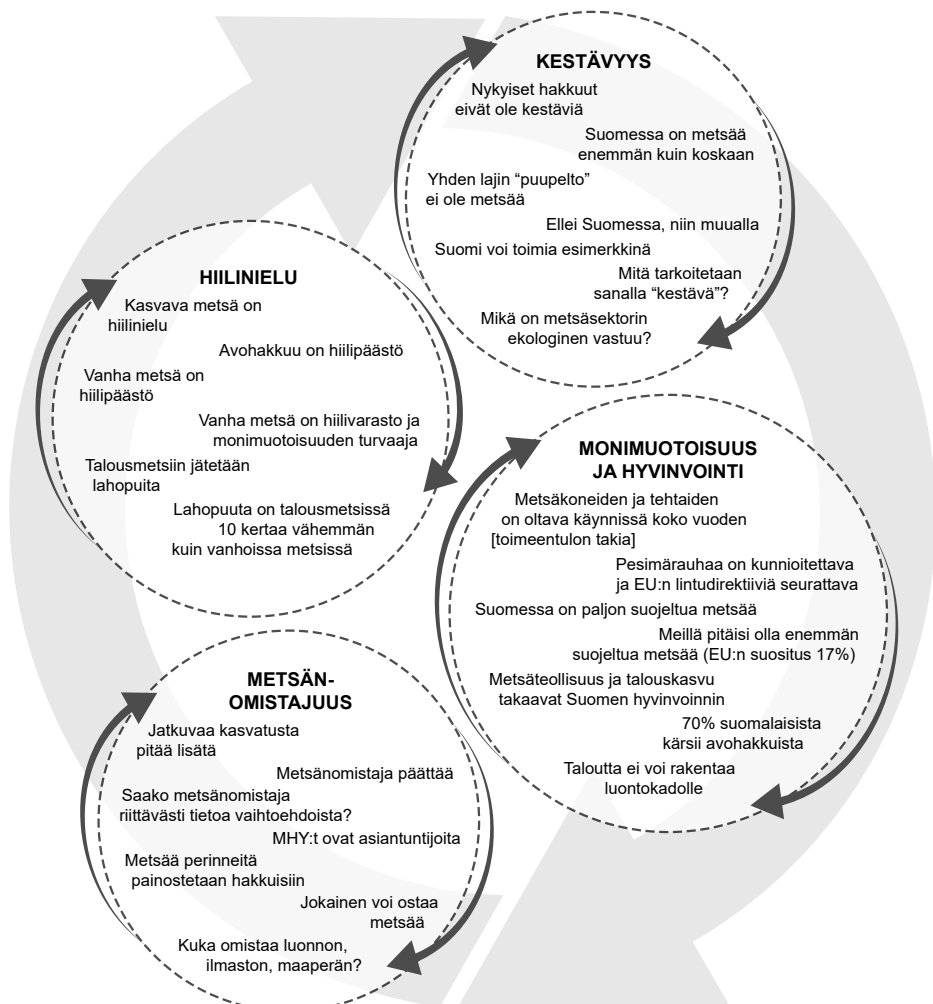 KESTÄVYYS
Nykyiset hakkuut
eivät ole kestäviä
Suomessa on metsää
enemmän kuin koskaan
Yhden lajin “puupelto”
ei ole metsää
Ellei Suomessa, niin muualla
Suomi voi toimia esimerkkinä
Mitä tarkoitetaan
sanalla “kestävä”?
Mikä on metsäsektorin
ekologinen vastuu?
HIILINIELU
Kasvava metsä on
hiilinielu
Avohakkuu on hiilipäästö
Vanha metsä on
hiilipäästö
Vanha metsä on hiilivarasto ja
monimuotoisuuden turvaaja
Talousmetsiin jätetään
lahopuita
Lahopuuta on talousmetsissä
10 kertaa vähemmän
kuin vanhoissa metsissä
MONIMUOTOISUUS
JA HYVINVOINTI
Metsäkoneiden ja tehtaiden
on oltava käynnissä koko vuoden
[toimeentulon takia]
Pesimärauhaa on kunnioitettava
ja EU:n lintudirektiiviä seurattava
Suomessa on paljon suojeltua metsää
Meillä pitäisi olla enemmän
suojeltua metsää (EU:n suositus 17%)
Metsäteollisuus ja talouskasvu
takaavat Suomen hyvinvoinnin
70% suomalaisista
kärsii avohakkuista
Taloutta ei voi rakentaa
luontokadolle
METSÄN-
OMISTAJUUS
Jatkuvaa kasvatusta
pitää lisätä
Metsänomistaja päättää
Saako metsänomistaja
riittävästi tietoa vaihtoehdoista?
MHY:t ovat asiantuntijoita
Metsää perinneitä
painostetaan hakkuisiin
Jokainen voi ostaa
metsää
Kuka omistaa luonnon,
ilmaston, maaperän?